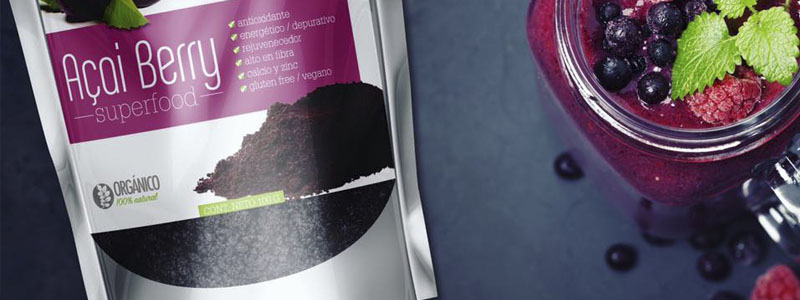 Açai Berry
superfood
antioxidante
energético / depurativo
rejuvenecedor
alto en fibra
calcio y zinc
gluten free / vegano
ORGÁNICO
100% natural
CONT. NETO 100 G